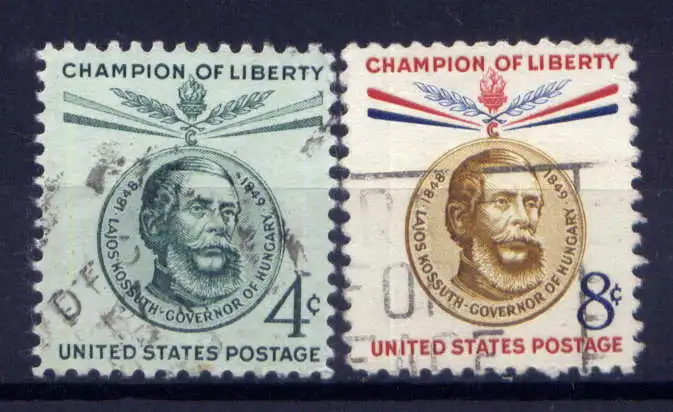 CHAMPION OF LIBERTY
C
1848 · LAJOS KOSSUTH - GOVERNOR OF HUNGARY · 1849
4¢
UNITED STATES POSTAGE
CHAMPION OF LIBERTY
C
1848 · LAJOS KOSSUTH - GOVERNOR OF HUNGARY · 1849
8¢
UNITED STATES POSTAGE